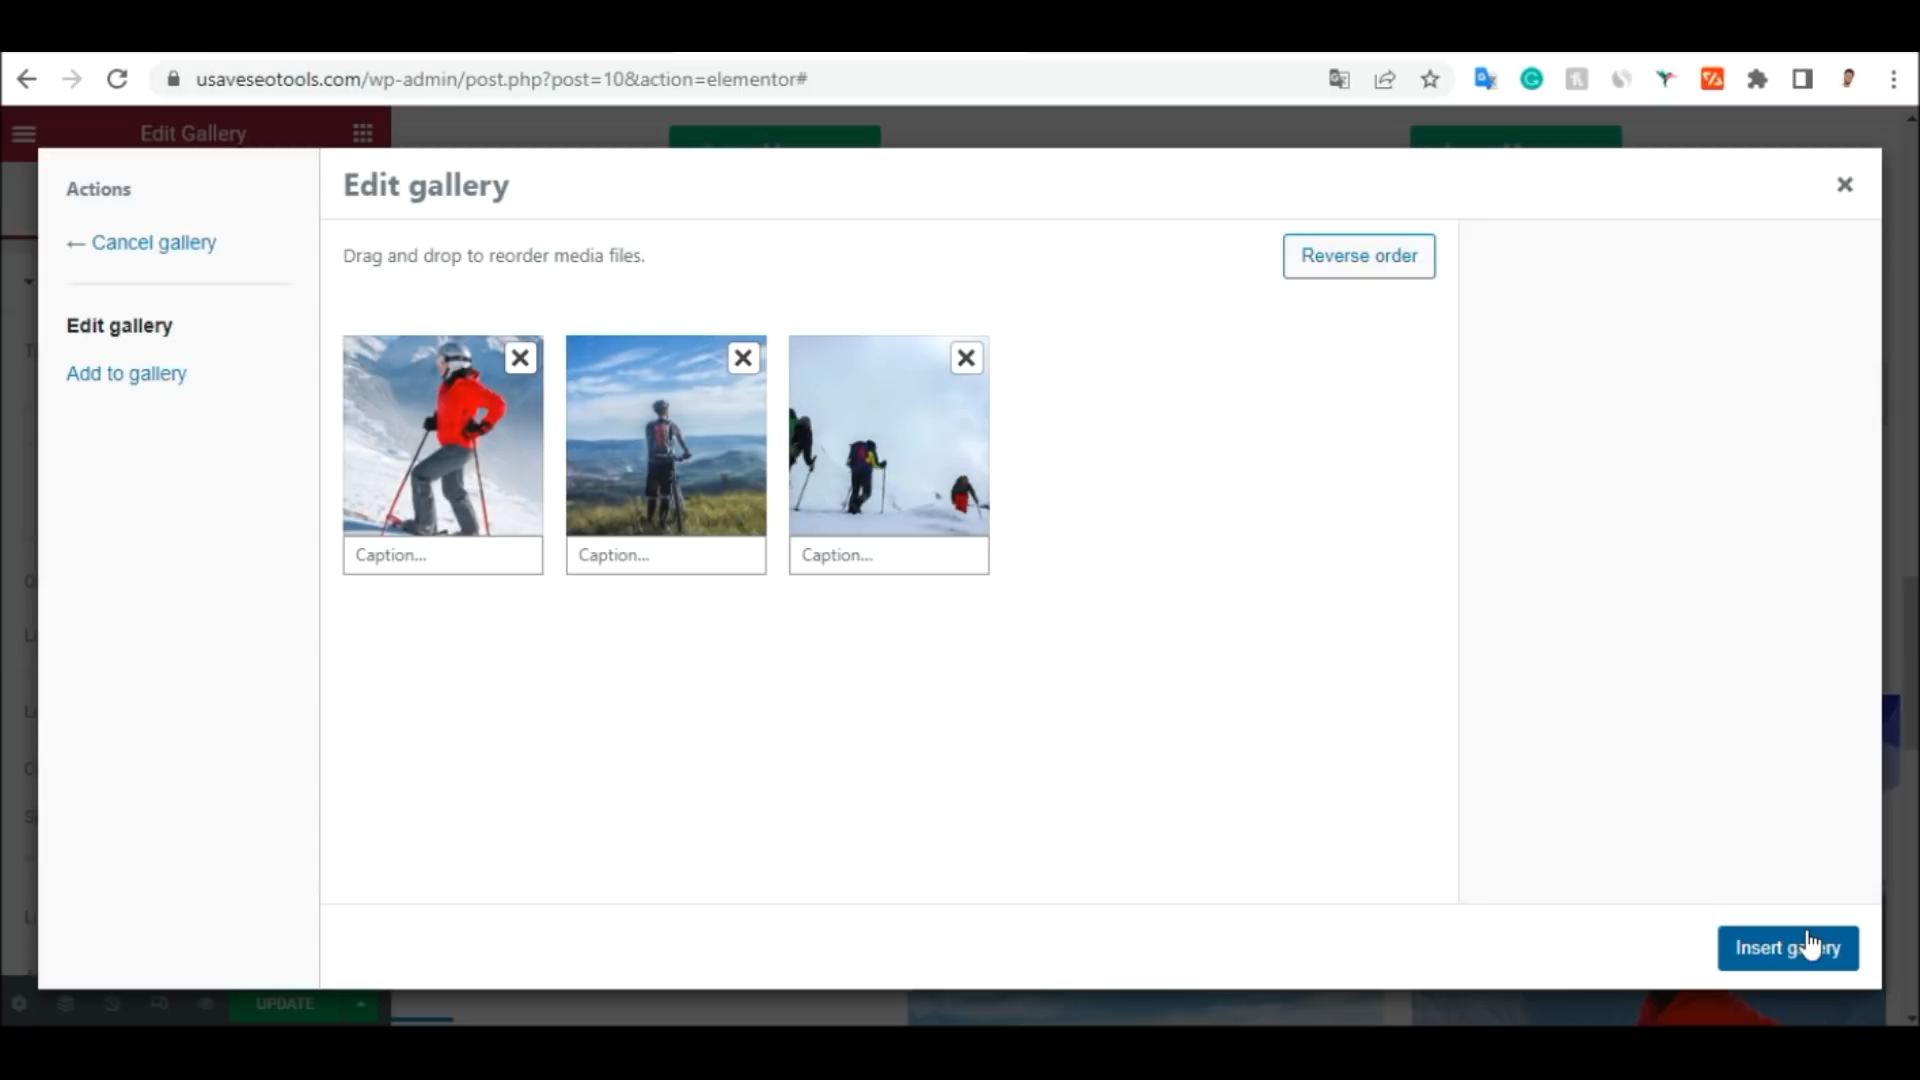 usaveseotools.com/wp-admin/post.php?post=10&action=elementor#
Edit Gallery
Actions
← Cancel gallery
Edit gallery
Add to gallery
Edit gallery
Drag and drop to reorder media files.
Reverse order
Caption...
Caption...
Caption...
Insert gallery
UPDATE